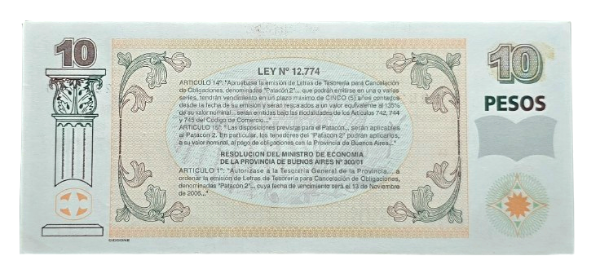 10
10
PESOS
LEY Nº 12.774
ARTICULO 14º: "Apruébase la emisión de Letras de Tesorería para Cancelación
de Obligaciones, denominadas "Patacón 2"... que podrán emitirse en una o varias
series, tendrán vencimiento en un plazo máximo de CINCO (5) años contados
desde la fecha de su emisión y serán rescatados a un valor equivalente al 125%
de su valor nominal... serán emitidas bajo las modalidades de los Artículos 742, 744
y 745 del Código de Comercio..."
ARTICULO 15º: "Las disposiciones previstas para el Patacón... serán aplicables
al Patacón 2. En particular, los tenedores del "Patacón 2" podrán aplicarlos,
a su valor nominal, al pago de obligaciones con la Provincia de Buenos Aires..."
RESOLUCION DEL MINISTRO DE ECONOMIA
DE LA PROVINCIA DE BUENOS AIRES Nº 302/01
ARTICULO 1º: "Autorízase a la Tesorería General de la Provincia... a
ordenar la emisión de Letras de Tesorería para Cancelación de Obligaciones,
denominadas "Patacón 2"... cuya fecha de vencimiento será el 12 de Noviembre
de 2006..."